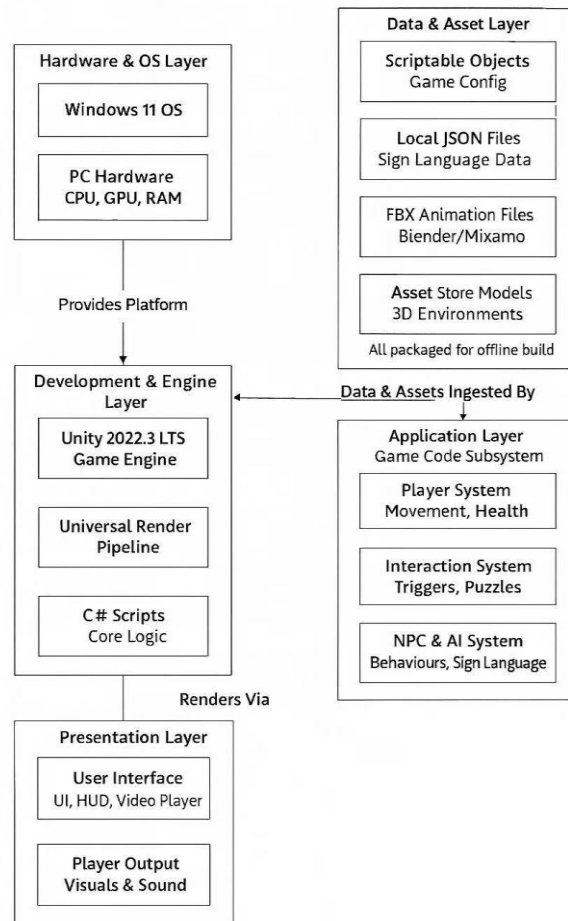 Hardware & OS Layer
Windows 11 OS
PC Hardware
CPU, GPU, RAM
Provides Platform
Development & Engine
Layer
Unity 2022.3 LTS
Game Engine
Universal Render
Pipeline
C# Scripts
Core Logic
Renders Via
Presentation Layer
User Interface
UI, HUD, Video Player
Player Output
Visuals & Sound
Data & Asset Layer
Scriptable Objects
Game Config
Local JSON Files
Sign Language Data
FBX Animation Files
Biender/Mixamo
Asset Store Models
3D Environments
All packaged for offline build
Data & Assets Ingested By
Application Layer
Game Code Subsystem
Player System
Movement, Health
Interaction System
Triggers, Puzzles
NPC & AI System
Behaviours, Sign Language